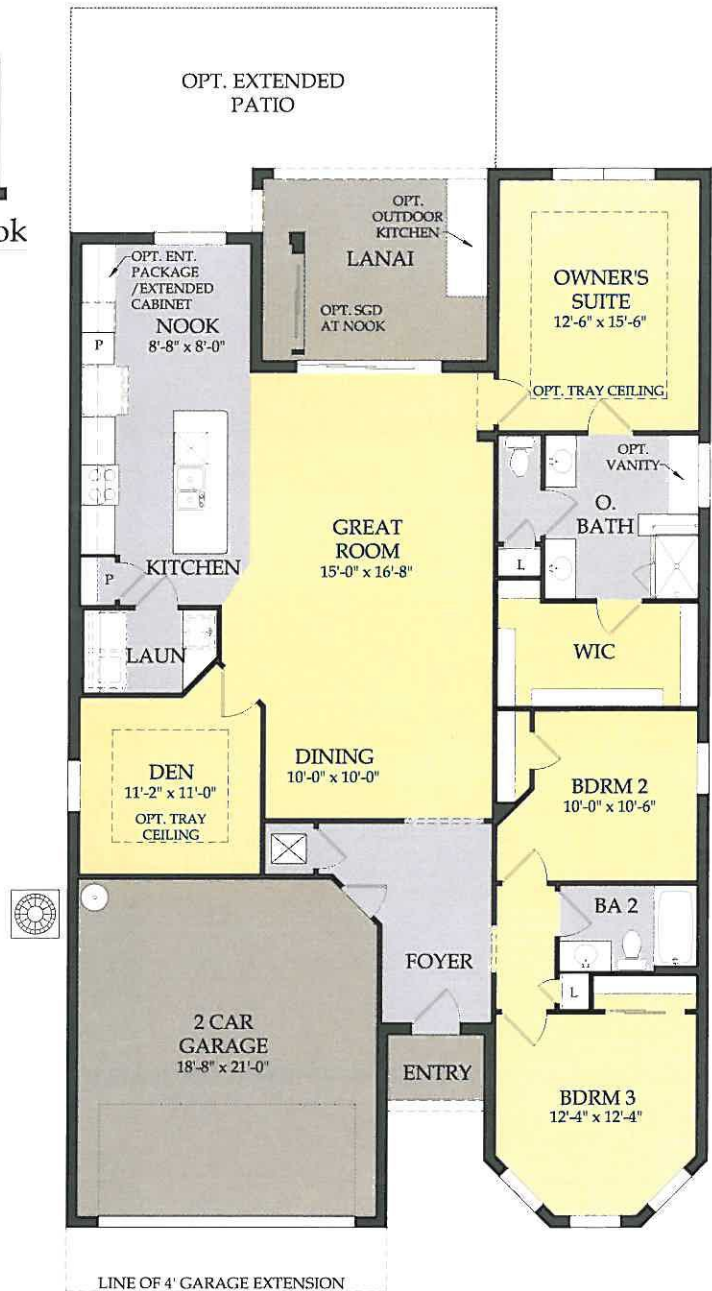 OPT. EXTENDED
PATIO
OPT.
OUTDOOR
KITCHEN
LANAI
OPT. SGD
AT NOOK
OPT. ENT.
PACKAGE
/EXTENDED
CABINET
NOOK
8'-8" x 8'-0"
P
OWNER'S
SUITE
12'-6" x 15'-6"
OPT. TRAY CEILING
OPT.
VANITY
O.
BATH
L
GREAT
ROOM
15'-0" x 16'-8"
KITCHEN
P
LAUN
WIC
DEN
11'-2" x 11'-0"
OPT. TRAY
CEILING
DINING
10'-0" x 10'-0"
BDRM 2
10'-0" x 10'-6"
BA 2
FOYER
L
2 CAR
GARAGE
18'-8" x 21'-0"
ENTRY
BDRM 3
12'-4" x 12'-4"
LINE OF 4' GARAGE EXTENSION